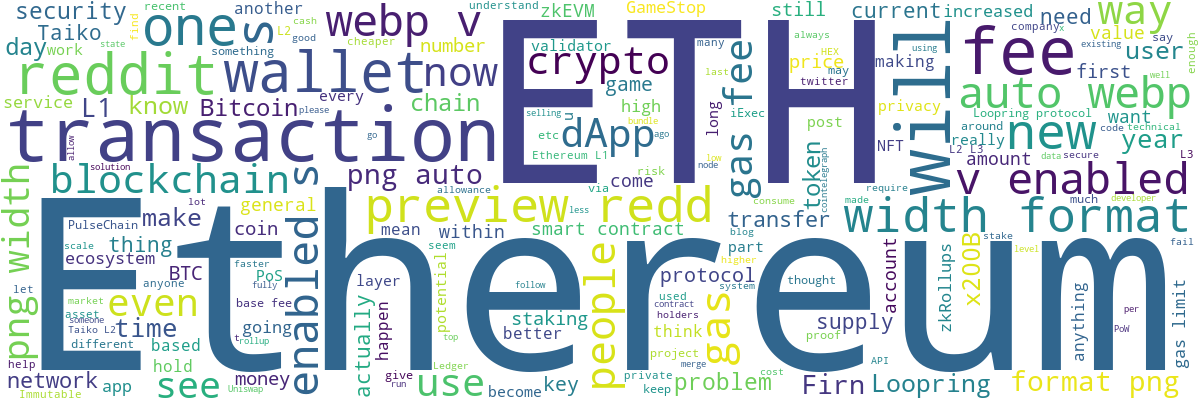 security
Taiko
day
work
recent
state
L2
cash
good
another
one
s
webp v
cheaper
find
something
number
understand
zkEVM
GameStop
validator
crypto
many
ETH
still
current
increased
need
making
way
value
company
x
say
existing
user
reddit
wallet
now
game
price
HEX
always
may
twitter
using
first
fee
enough
service
L1
know
Bitcoin
every
please
chain
selling
u
etc
dApp
high
iExec
last
long
gas fee
privacy
post
NFT
will
auto webp
well
Loopring protocol
around
new
code
technical
want
year
really
L2 L3
L3
transaction
allow
go
bundle
ago
Ethereum L1
risk
low
node
token
cointelegraph
amount
data
secure
solution
blockchain
s
png auto
allowance
via
come
require
v enabled
png width
lot
PulseChain
make
general
coin
preview redd
less
mean
within
smart contract
consume
transfer
made
much
developer
width format
scale
thing
ecosystem
faster
anyone
fully
BTC
PoS
enabled
layer
seem
follow
people
protocol
blog
part
higher
system
thought
account
zkRollups
x200B
stake
level
fail
let
market
asset
even
someone
Taiko L2
time
base fee
t
rollup
going
actually
happen
potential
top
staking
better
used
contract
holders
think
gas
supply
proof
anything
PoW
per
gas limit
different
based
Ethereum
help
network
Immutable
app
see
hold
money
Uniswap
give
run
Ledger
use
become
key
project
merge
private
keep
problem
cost
API
Firn
Loopring
format png